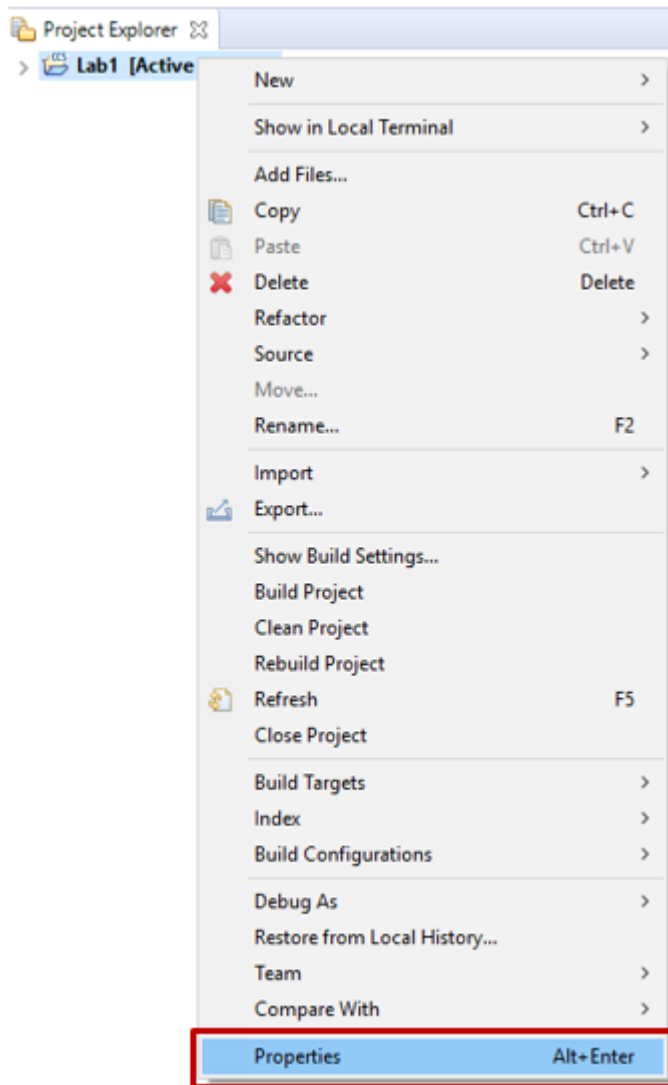 Project Explorer
CCS
Lab1 [Active
New
Show in Local Terminal
Add Files...
Copy Ctrl+C
Paste Ctrl+V
Delete Delete
Refactor
Source
Move...
Rename... F2
Import
Export...
Show Build Settings...
Build Project
Clean Project
Rebuild Project
Refresh F5
Close Project
Build Targets
Index
Build Configurations
Debug As
Restore from Local History...
Team
Compare With
Properties Alt+Enter